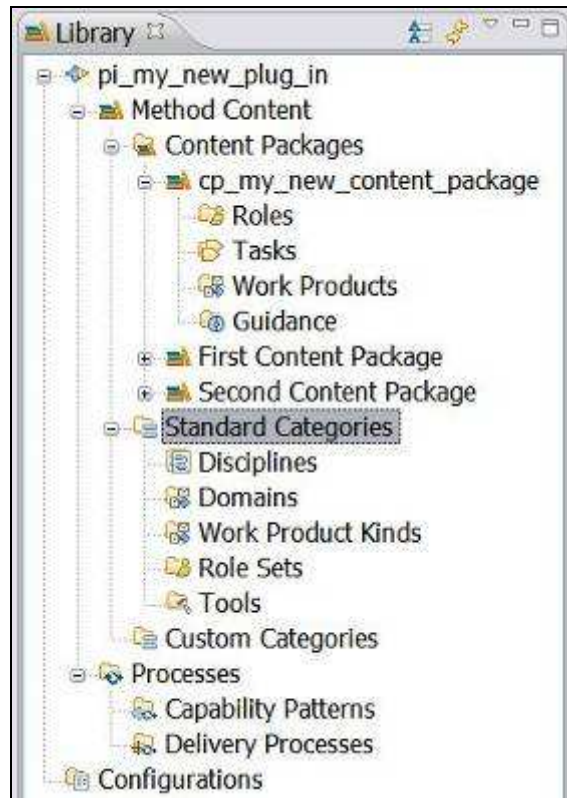 Library
pi_my_new_plug_in
Method Content
Content Packages
cp_my_new_content_package
Roles
Tasks
Work Products
Guidance
First Content Package
Second Content Package
Standard Categories
Disciplines
Domains
Work Product Kinds
Role Sets
Tools
Custom Categories
Processes
Capability Patterns
Delivery Processes
Configurations